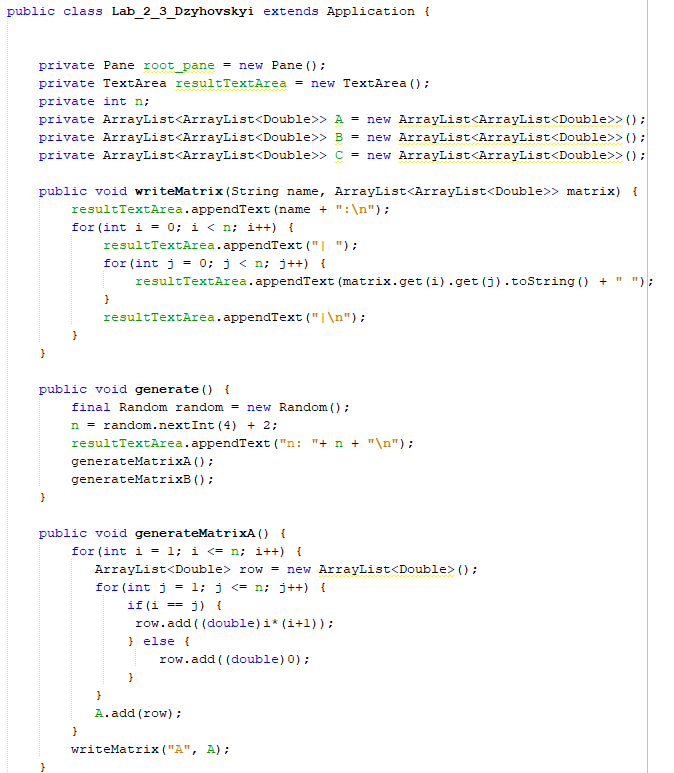 public class Lab_2_3_Dzyhovskyi extends Application {
private Pane root_pane = new Pane();
private TextArea resultTextArea = new TextArea();
private int n;
private ArrayList<ArrayList<Double>> A = new ArrayList<ArrayList<Double>>();
private ArrayList<ArrayList<Double>> B = new ArrayList<ArrayList<Double>>();
private ArrayList<ArrayList<Double>> C = new ArrayList<ArrayList<Double>>();
public void writeMatrix(String name, ArrayList<ArrayList<Double>> matrix) {
resultTextArea.appendText(name + ":\n");
for(int i = 0; i < n; i++) {
resultTextArea.appendText("| ");
for(int j = 0; j < n; j++) {
resultTextArea.appendText(matrix.get(i).get(j).toString() + " ");
}
resultTextArea.appendText("|\n");
}
}
public void generate() {
final Random random = new Random();
n = random.nextInt(4) + 2;
resultTextArea.appendText("n: "+ n + "\n");
generateMatrixA();
generateMatrixB();
}
public void generateMatrixA() {
for(int i = 1; i <= n; i++) {
ArrayList<Double> row = new ArrayList<Double>();
for(int j = 1; j <= n; j++) {
if(i == j) {
row.add((double)i*(i+1));
} else {
row.add((double)0);
}
}
A.add(row);
}
writeMatrix("A", A);
}